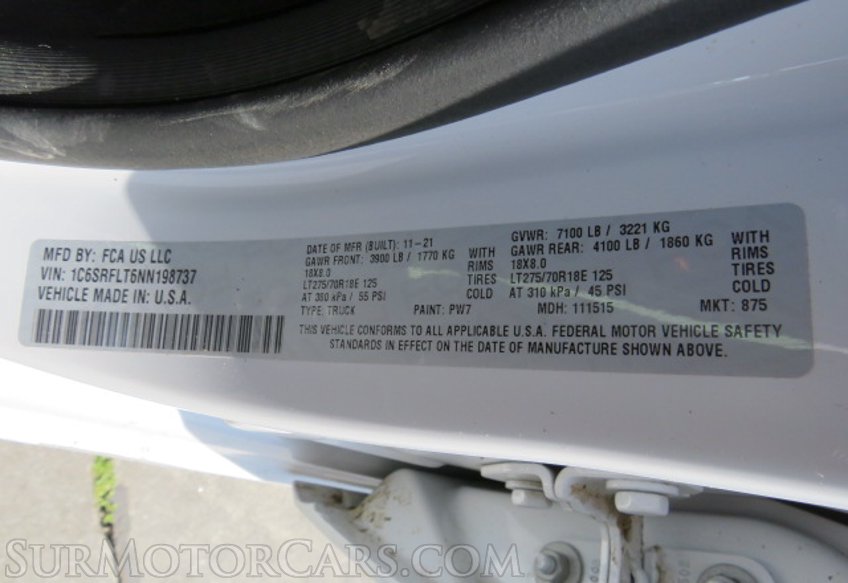 MFD BY: FCA US LLC
VIN: 1C6SRFLT6NN198737
VEHICLE MADE IN: U.S.A.
DATE OF MFR (BUILT): 11-21
GAWR FRONT: 3900 LB / 1770 KG WITH
18X8.0 RIMS
LT275/70R18E 125 TIRES
AT 380 kPa / 55 PSI COLD
TYPE: TRUCK PAINT: PW7
GVWR: 7100 LB / 3221 KG
GAWR REAR: 4100 LB / 1860 KG WITH
18X8.0 RIMS
LT275/70R18E 125 TIRES
AT 310 kPa / 45 PSI COLD
MDH: 111515 MKT: 875
THIS VEHICLE CONFORMS TO ALL APPLICABLE U.S.A. FEDERAL MOTOR VEHICLE SAFETY
STANDARDS IN EFFECT ON THE DATE OF MANUFACTURE SHOWN ABOVE.
SURMOTORCARS.COM